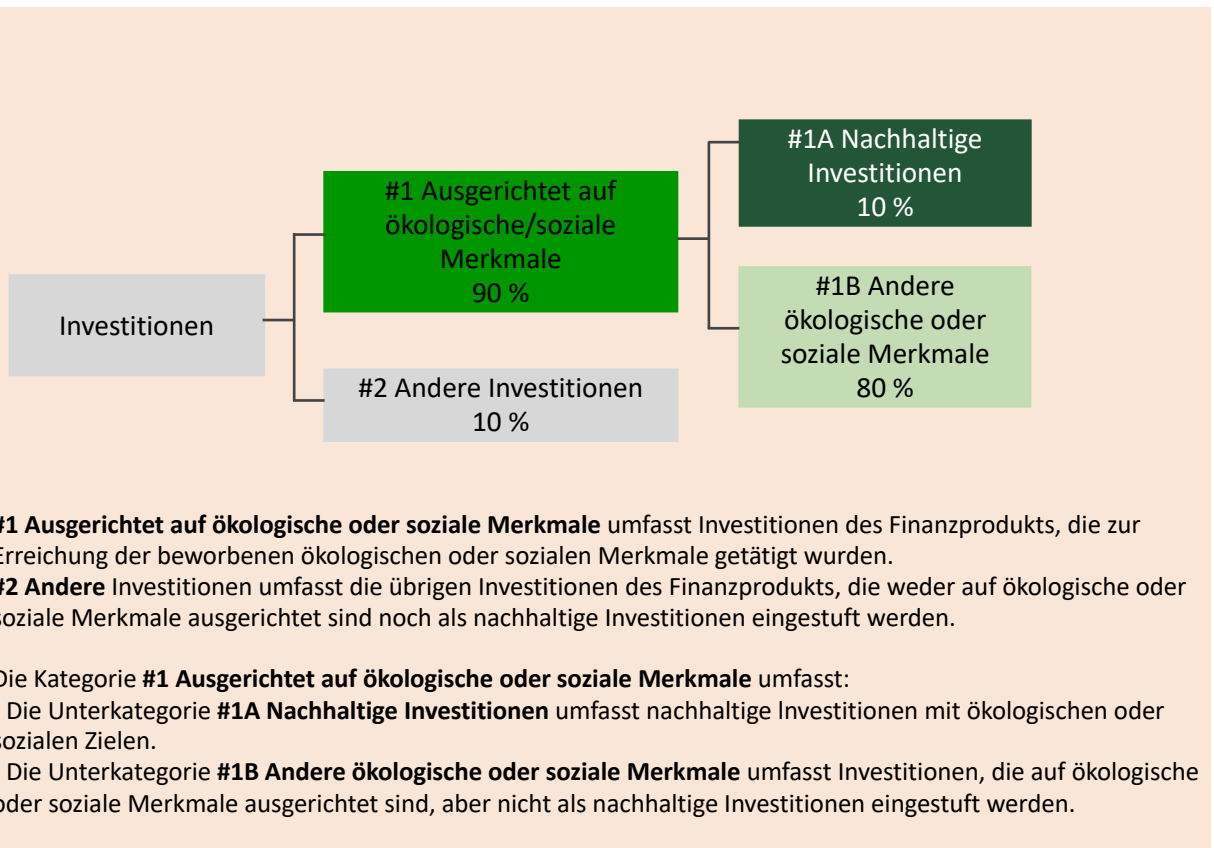 #1A Nachhaltige
Investitionen
10 %
#1 Ausgerichtet auf
ökologische/soziale
Merkmale
90 %
#1B Andere
ökologische oder
soziale Merkmale
80 %
Investitionen
#2 Andere Investitionen
10 %
#1 Ausgerichtet auf ökologische oder soziale Merkmale umfasst Investitionen des Finanzprodukts, die zur
Erreichung der beworbenen ökologischen oder sozialen Merkmale getätigt wurden.
#2 Andere Investitionen umfasst die übrigen Investitionen des Finanzprodukts, die weder auf ökologische oder
soziale Merkmale ausgerichtet sind noch als nachhaltige Investitionen eingestuft werden.
Die Kategorie #1 Ausgerichtet auf ökologische oder soziale Merkmale umfasst:
Die Unterkategorie #1A Nachhaltige Investitionen umfasst nachhaltige Investitionen mit ökologischen oder
sozialen Zielen.
Die Unterkategorie #1B Andere ökologische oder soziale Merkmale umfasst Investitionen, die auf ökologische
oder soziale Merkmale ausgerichtet sind, aber nicht als nachhaltige Investitionen eingestuft werden.